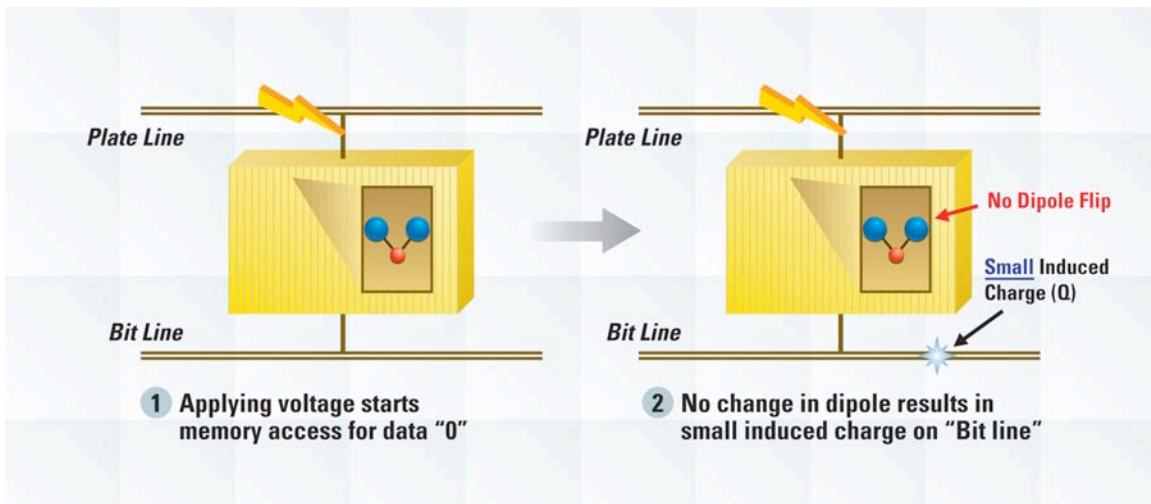 Plate Line
Bit Line
1 Applying voltage starts
memory access for data “0”
Plate Line
No Dipole Flip
Small Induced
Charge (Q)
Bit Line
2 No change in dipole results in
small induced charge on “Bit line”